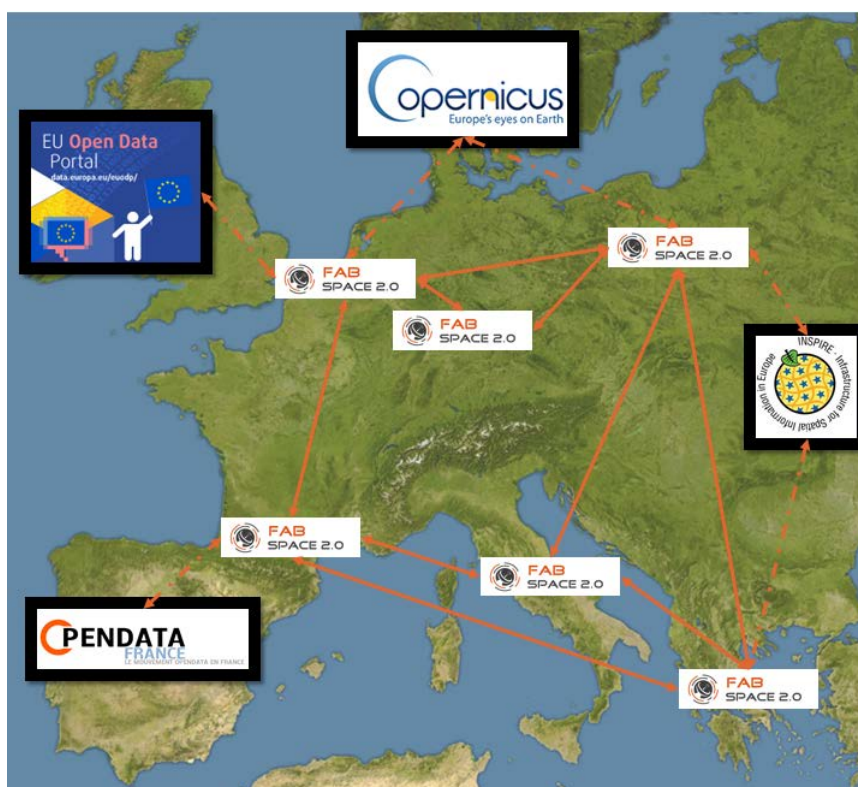 Copernicus
Europe's eyes on Earth
EU Open Data
Portal
data.europa.eu/euodp/
FAB
SPACE 2.0
FAB
SPACE 2.0
FAB
SPACE 2.0
INSPIRE · Infrastructure for Spatial Information in Europe
FAB
SPACE 2.0
FAB
SPACE 2.0
OPENDATA
FRANCE
LE MOUVEMENT OPENDATA EN FRANCE
FAB
SPACE 2.0